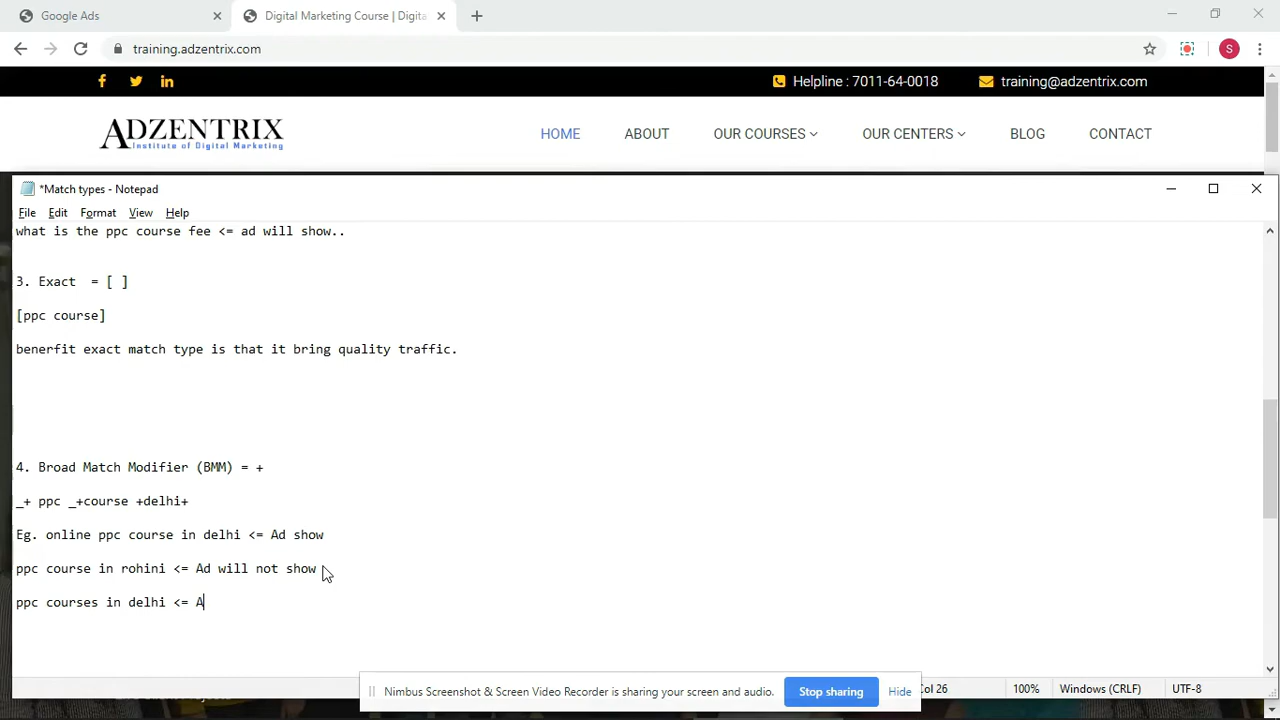 Google Ads
Digital Marketing Course | Digita
training.adzentrix.com
S
Helpline : 7011-64-0018
training@adzentrix.com
ADZENTRIX
Institute of Digital Marketing
HOME ABOUT OUR COURSES OUR CENTERS BLOG CONTACT
*Match types - Notepad
File Edit Format View Help
what is the ppc course fee <= ad will show..
3. Exact = [ ]
[ppc course]
benerfit exact match type is that it bring quality traffic.
4. Broad Match Modifier (BMM) = +
_+ ppc _+course +delhi+
Eg. online ppc course in delhi <= Ad show
ppc course in rohini <= Ad will not show
ppc courses in delhi <= A
Nimbus Screenshot & Screen Video Recorder is sharing your screen and audio. Stop sharing Hide
Col 26 100% Windows (CRLF) UTF-8